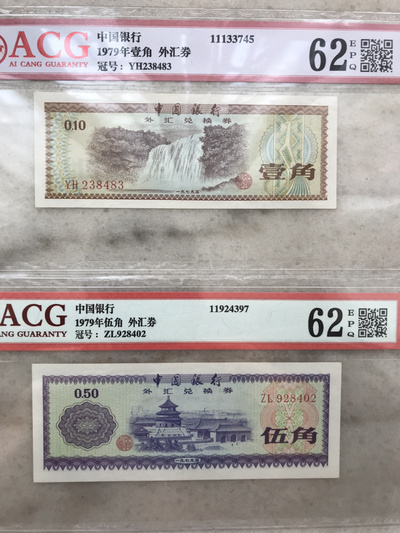 ACG
AI CANG GUARANTY
中国银行
1979年壹角 外汇券
冠号: YH238483
11133745
62
EPQ
中国银行
外汇兑换券
0.10
YH 238483
壹角
一九七九年
ACG
CANG GUARANTY
中国银行
1979年伍角 外汇券
冠号: ZL928402
11924397
62
EPQ
中国银行
外汇兑换券
0.50
ZL 928402
伍角
一九七九年